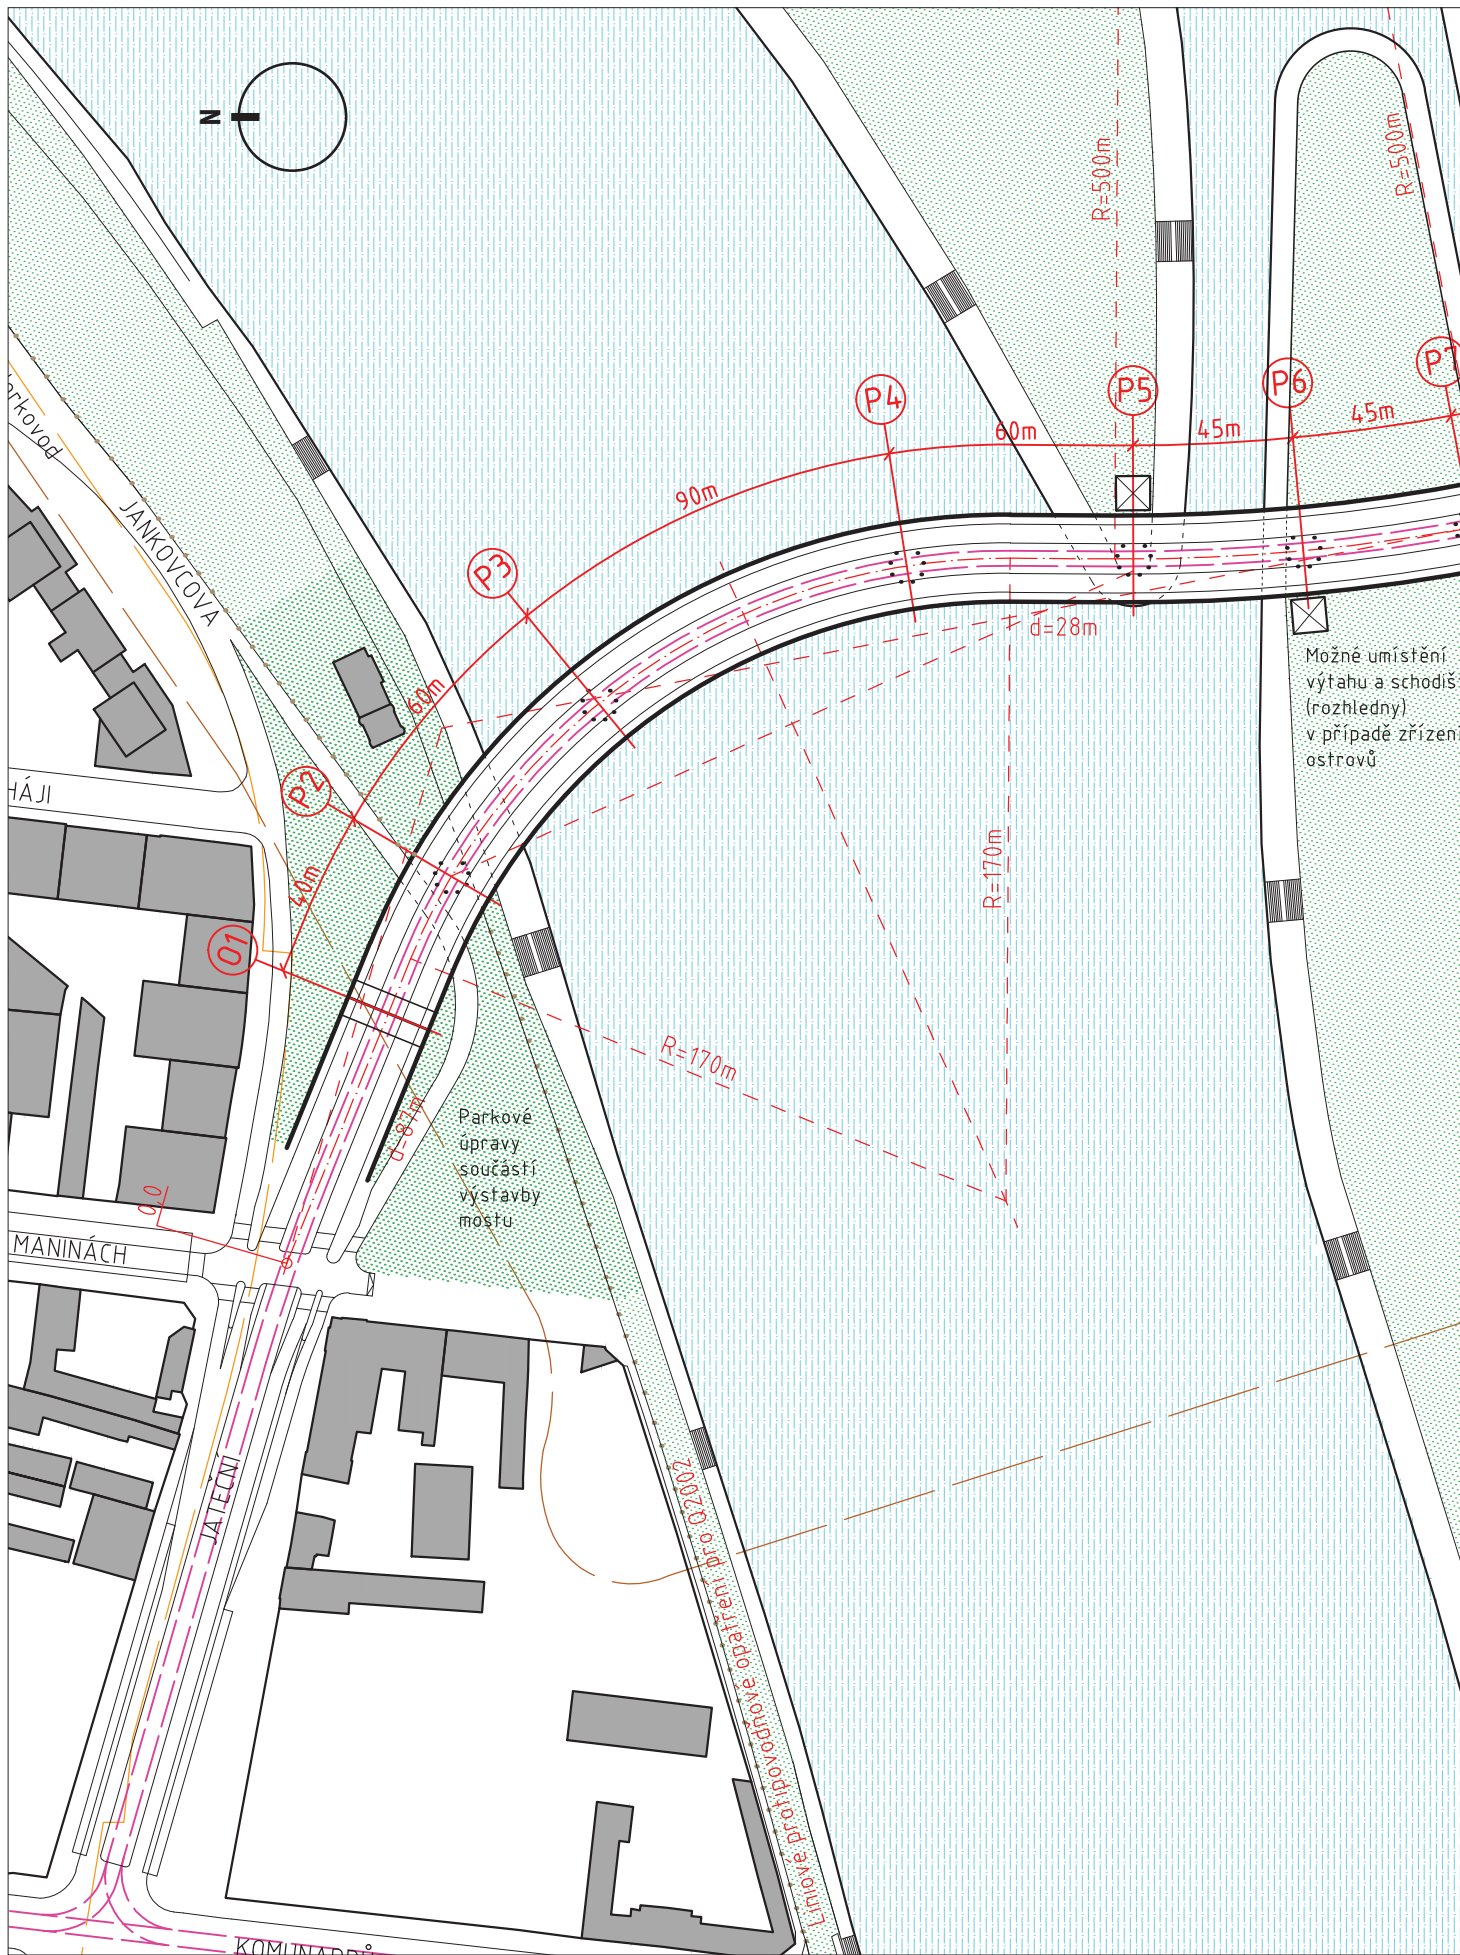 N
R=500m
R=500m
P7
P6
P5
P4
45m
45m
60m
90m
P3
60m
P2
40m
01
JANKOVCOVA
HÁJI
d=28m
Možné umístění
výtahu a schodiš
(rozhledny)
v případě zřízen
ostrovů
R=170m
R=170m
d=87m
Parkové
úpravy
součástí
výstavby
mostu
0,0
MANINÁCH
JATEČNÍ
Liniové protipovodňové opatření pro Q2002
KOMUNARDŮ